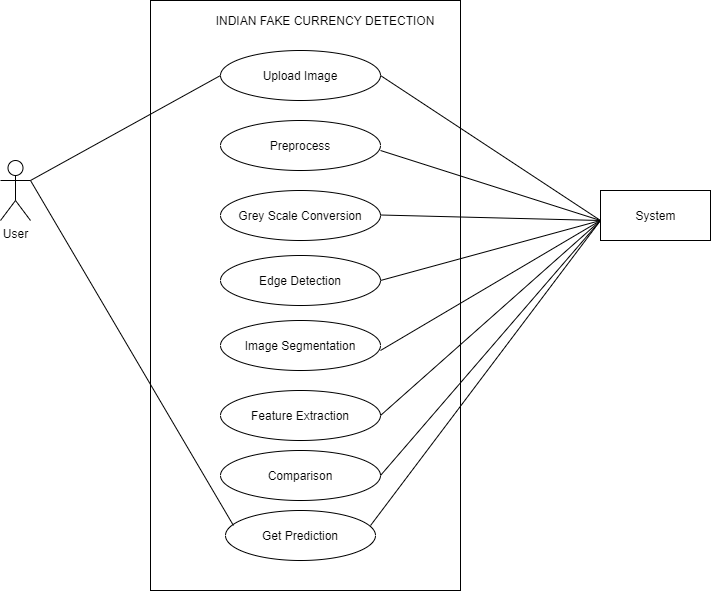 INDIAN FAKE CURRENCY DETECTION
Upload Image
Preprocess
Grey Scale Conversion
System
User
Edge Detection
Image Segmentation
Feature Extraction
Comparison
Get Prediction